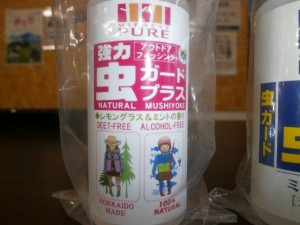 MIRACLE
PURE
強力
アウトドア
フィッシング
虫ガード
プラス
NATURAL MUSHIYOKE
レモングラス＆ミントの香り
DEET-FREE ALCOHOL-FREE
HOKKAIDO
MADE
100%
NATURAL
虫ガード